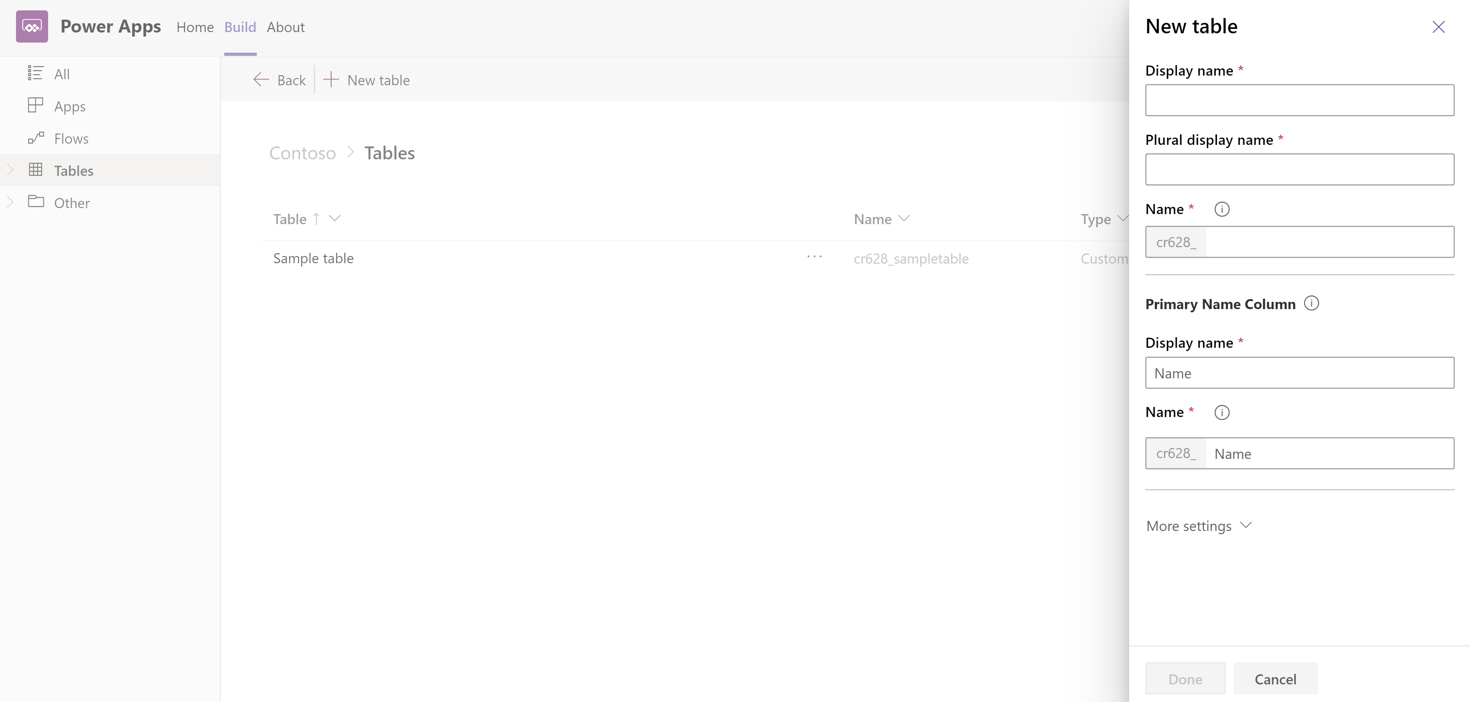 Power Apps Home Build About
All
Apps
Flows
Tables
Other
Back New table
Contoso Tables
Table Name Type
Sample table ... cr628_sampletable Custom
New table
Display name *
Plural display name *
Name *
cr628_
Primary Name Column
Display name *
Name
Name *
cr628_ Name
More settings
Done Cancel